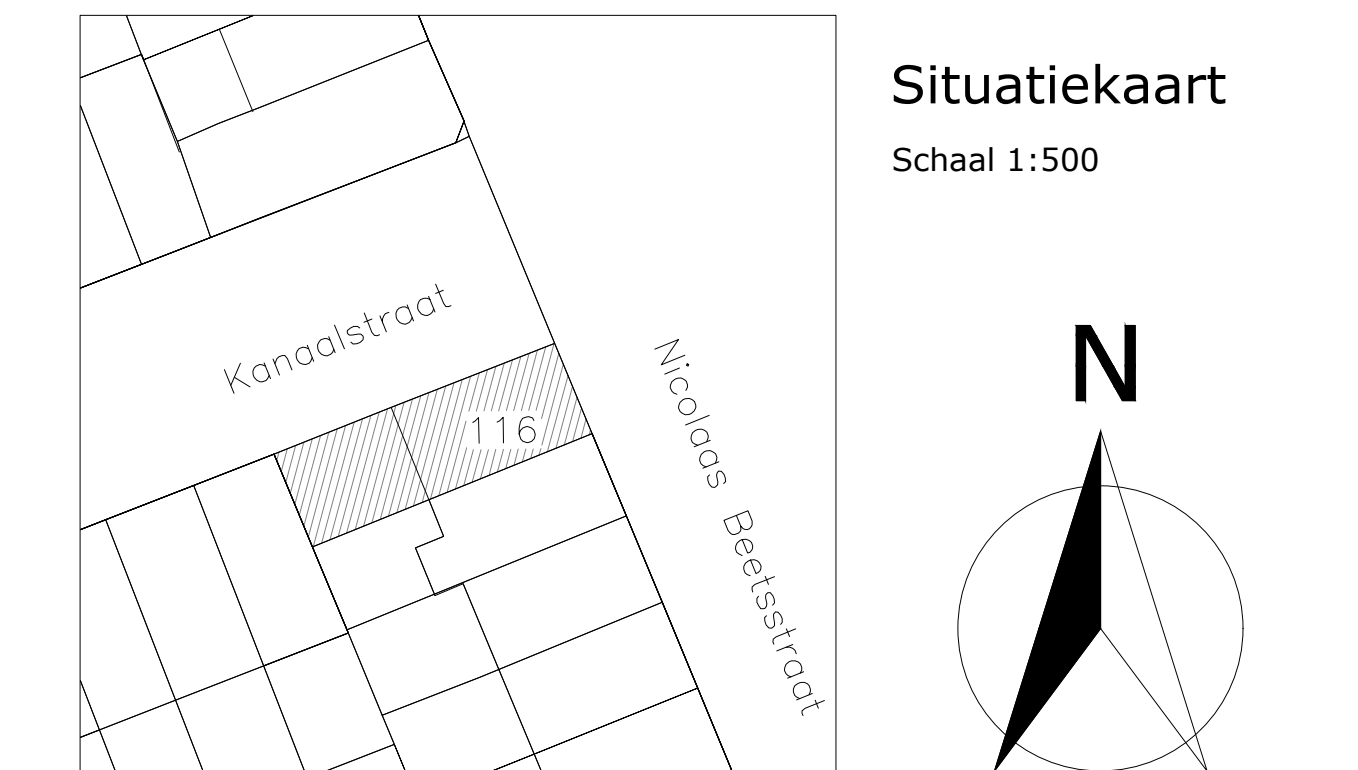 Situatiekaart
Schaal 1:500
N
Kanaalstraat
116
Nicolaas Beetsstraat